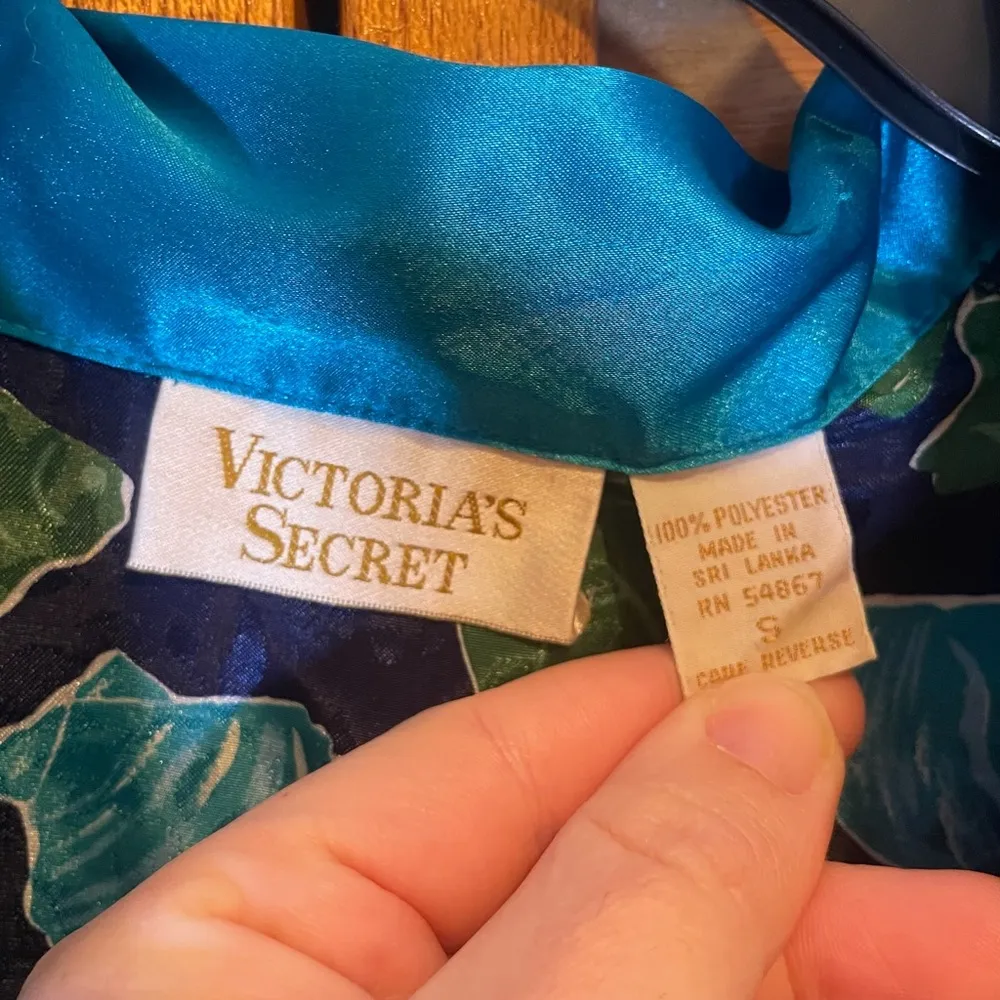 VICTORIA'S
SECRET
100% POLYESTER
MADE IN
SRI LANKA
RN 54867
S
CARE REVERSE